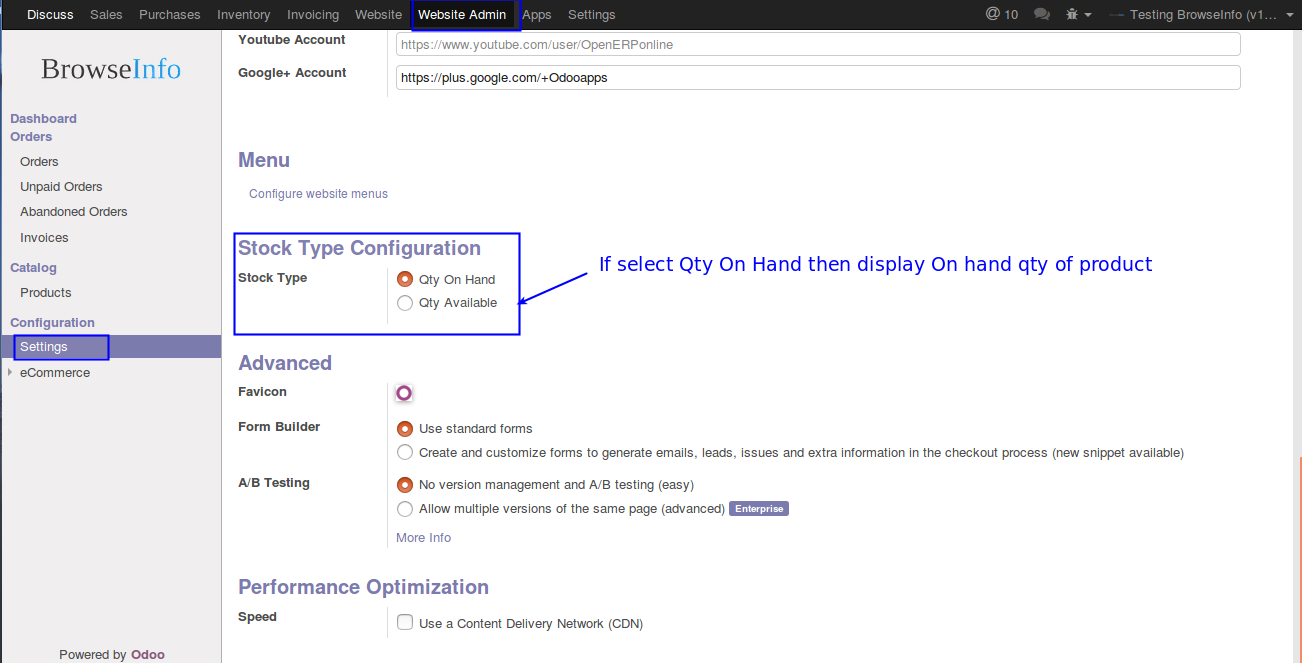 Discuss Sales Purchases Inventory Invoicing Website Website Admin Apps Settings @ 10 Testing BrowseInfo (v1...
BrowseInfo
Dashboard
Orders
Orders
Unpaid Orders
Abandoned Orders
Invoices
Catalog
Products
Configuration
Settings
eCommerce
Powered by Odoo
Youtube Account https://www.youtube.com/user/OpenERPonline
Google+ Account https://plus.google.com/+Odooapps
Menu
Configure website menus
Stock Type Configuration
Stock Type Qty On Hand
Qty Available
If select Qty On Hand then display On hand qty of product
Advanced
Favicon
Form Builder Use standard forms
Create and customize forms to generate emails, leads, issues and extra information in the checkout process (new snippet available)
A/B Testing No version management and A/B testing (easy)
Allow multiple versions of the same page (advanced) Enterprise
More Info
Performance Optimization
Speed Use a Content Delivery Network (CDN)